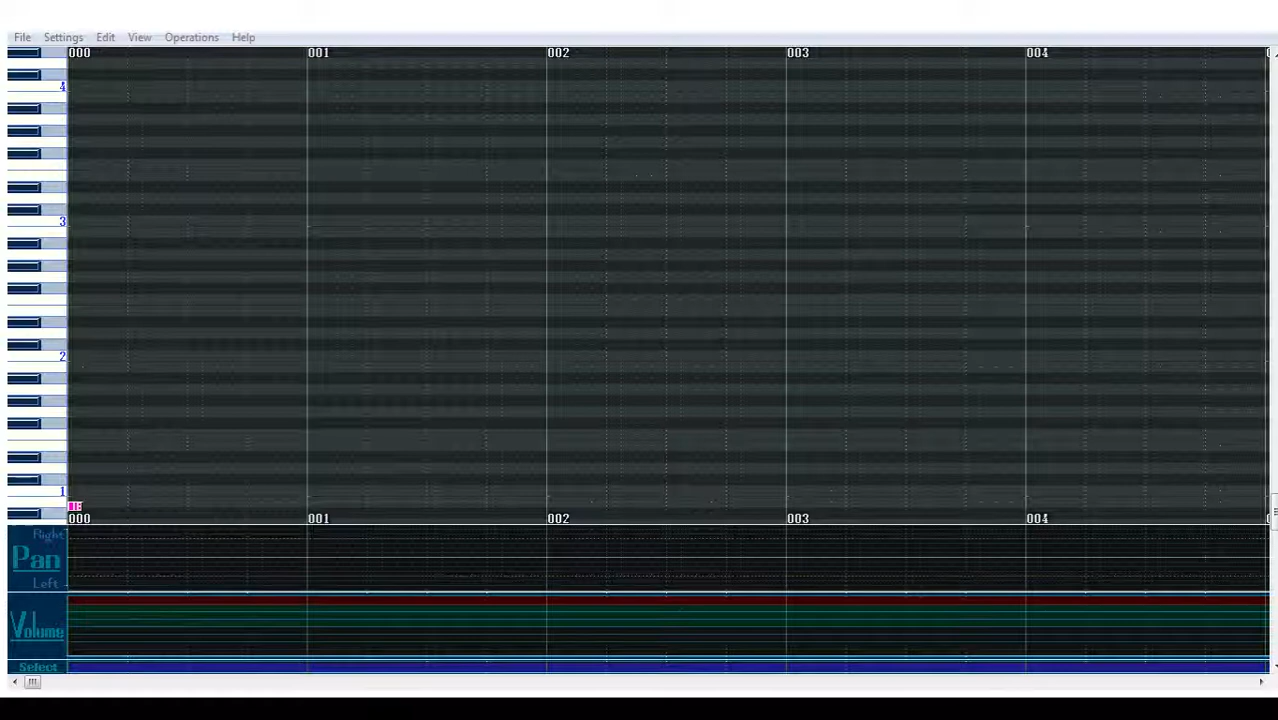 File Settings Edit View Operations Help
000 001 002 003 004
4
3
2
1
000 001 002 003 004
Right
Pan
Left
Volume
Select